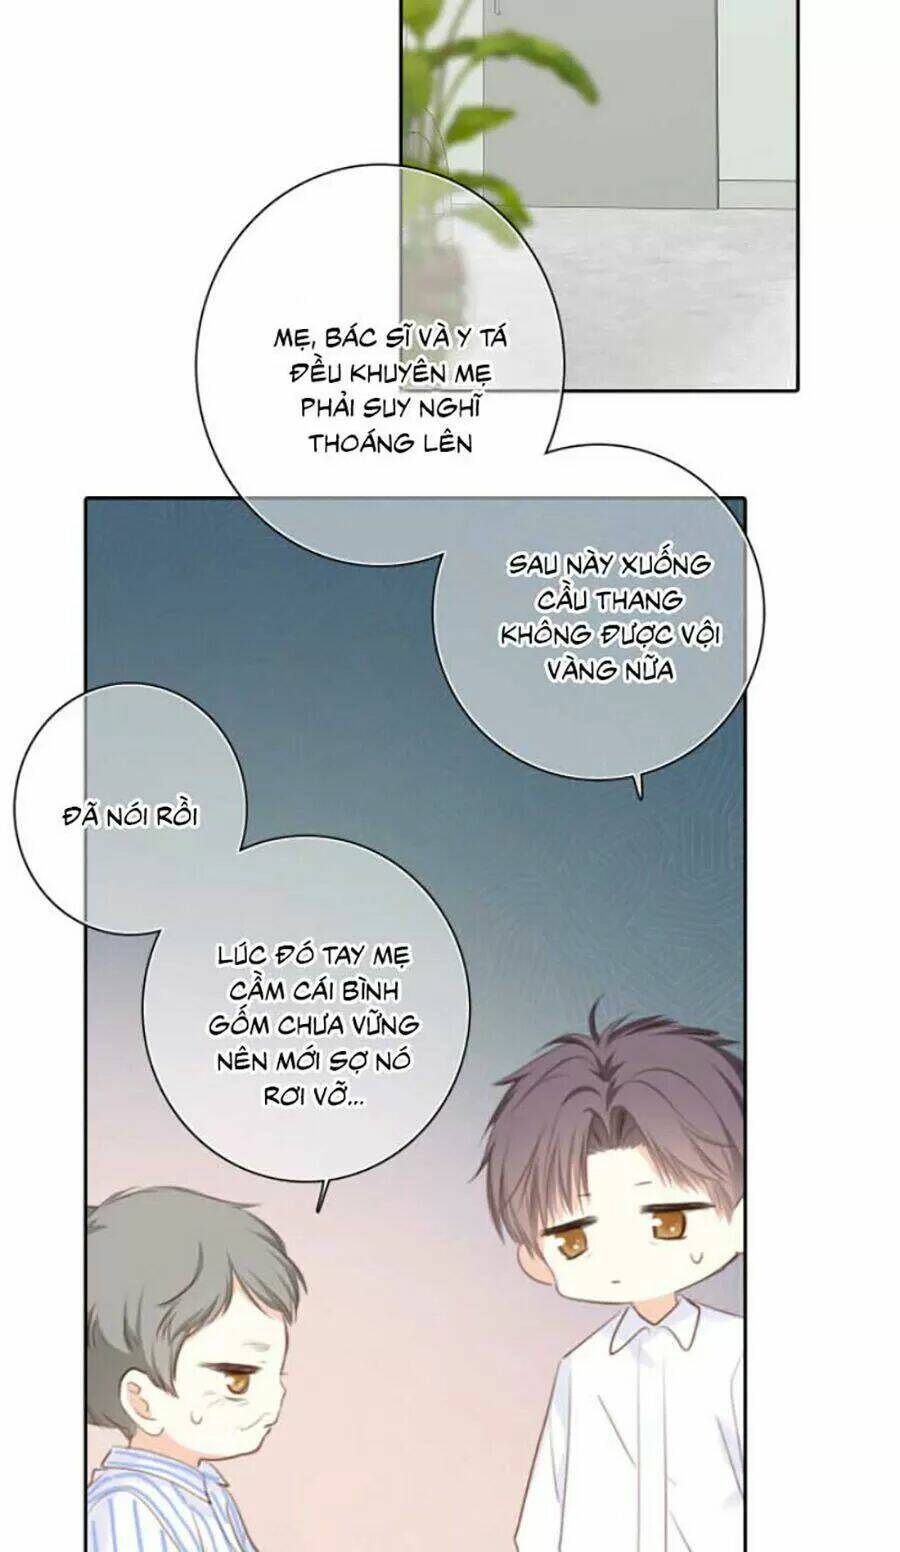 MẸ, BÁC SĨ VÀ Y TÁ
ĐỀU KHUYÊN MẸ
PHẢI SUY NGHĨ
THOÁNG LÊN
SAU NÀY XUỐNG
CẦU THANG
KHÔNG ĐƯỢC VỘI
VÀNG NỮA
ĐÃ NÓI RỒI
LÚC ĐÓ TAY MẸ
CẦM CÁI BÌNH
GỐM CHƯA VỮNG
NÊN MỚI SỢ NÓ
RƠI VỠ...